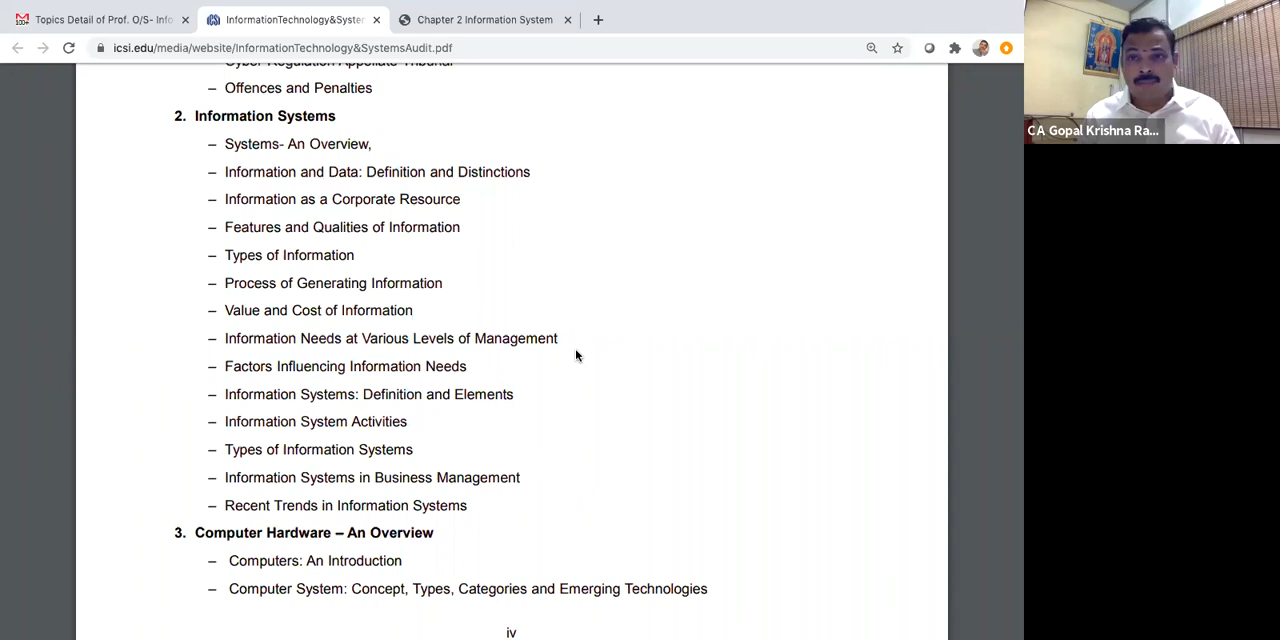 Topics Detail of Prof. O/S- Info
InformationTechnology&Syste
Chapter 2 Information System
icsi.edu/media/website/InformationTechnology&SystemsAudit.pdf
Cyber Regulation Appellate Tribunal
– Offences and Penalties
2. Information Systems
– Systems- An Overview,
– Information and Data: Definition and Distinctions
– Information as a Corporate Resource
– Features and Qualities of Information
– Types of Information
– Process of Generating Information
– Value and Cost of Information
– Information Needs at Various Levels of Management
– Factors Influencing Information Needs
– Information Systems: Definition and Elements
– Information System Activities
– Types of Information Systems
– Information Systems in Business Management
– Recent Trends in Information Systems
3. Computer Hardware – An Overview
– Computers: An Introduction
– Computer System: Concept, Types, Categories and Emerging Technologies
iv
CA Gopal Krishna Ra...